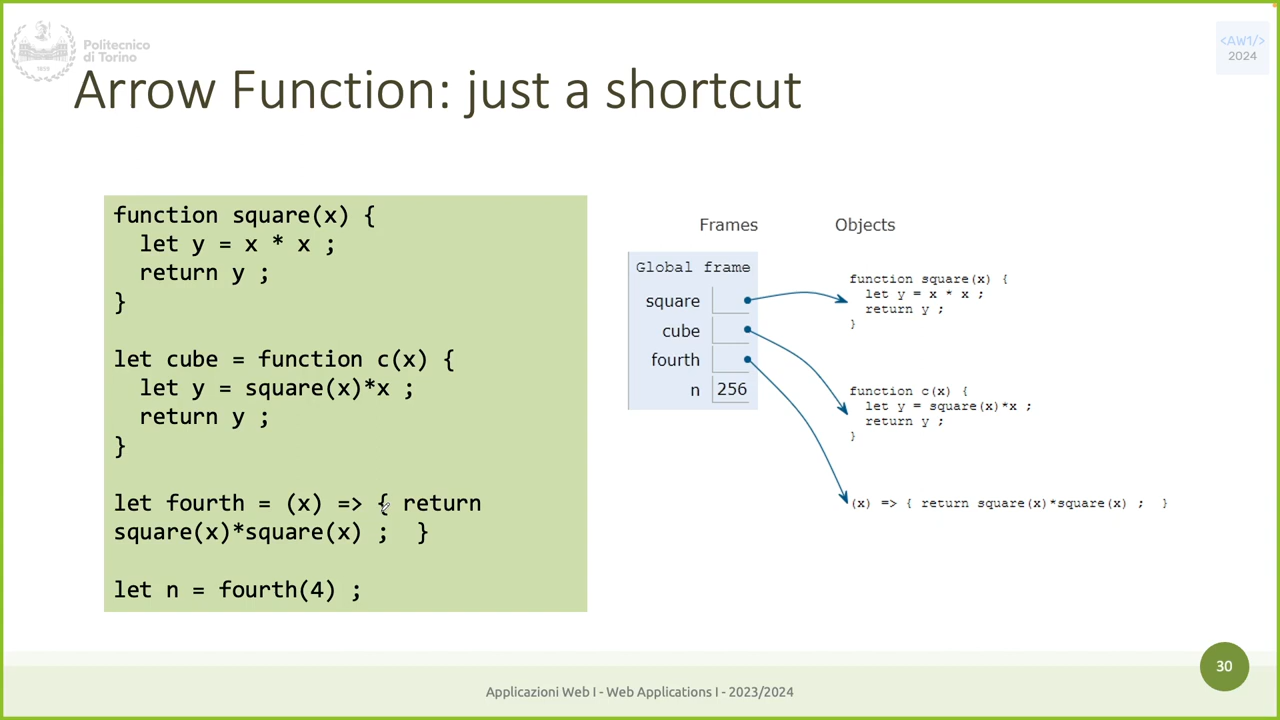 Politecnico
di Torino
1859
<AW1/>
2024
Arrow Function: just a shortcut
function square(x) {
let y = x * x ;
return y ;
}
let cube = function c(x) {
let y = square(x)*x ;
return y ;
}
let fourth = (x) => { return
square(x)*square(x) ; }
let n = fourth(4) ;
Frames
Objects
Global frame
square
cube
fourth
n 256
function square(x) {
let y = x * x ;
return y ;
}
function c(x) {
let y = square(x)*x ;
return y ;
}
(x) => { return square(x)*square(x) ; }
30
Applicazioni Web I - Web Applications I - 2023/2024